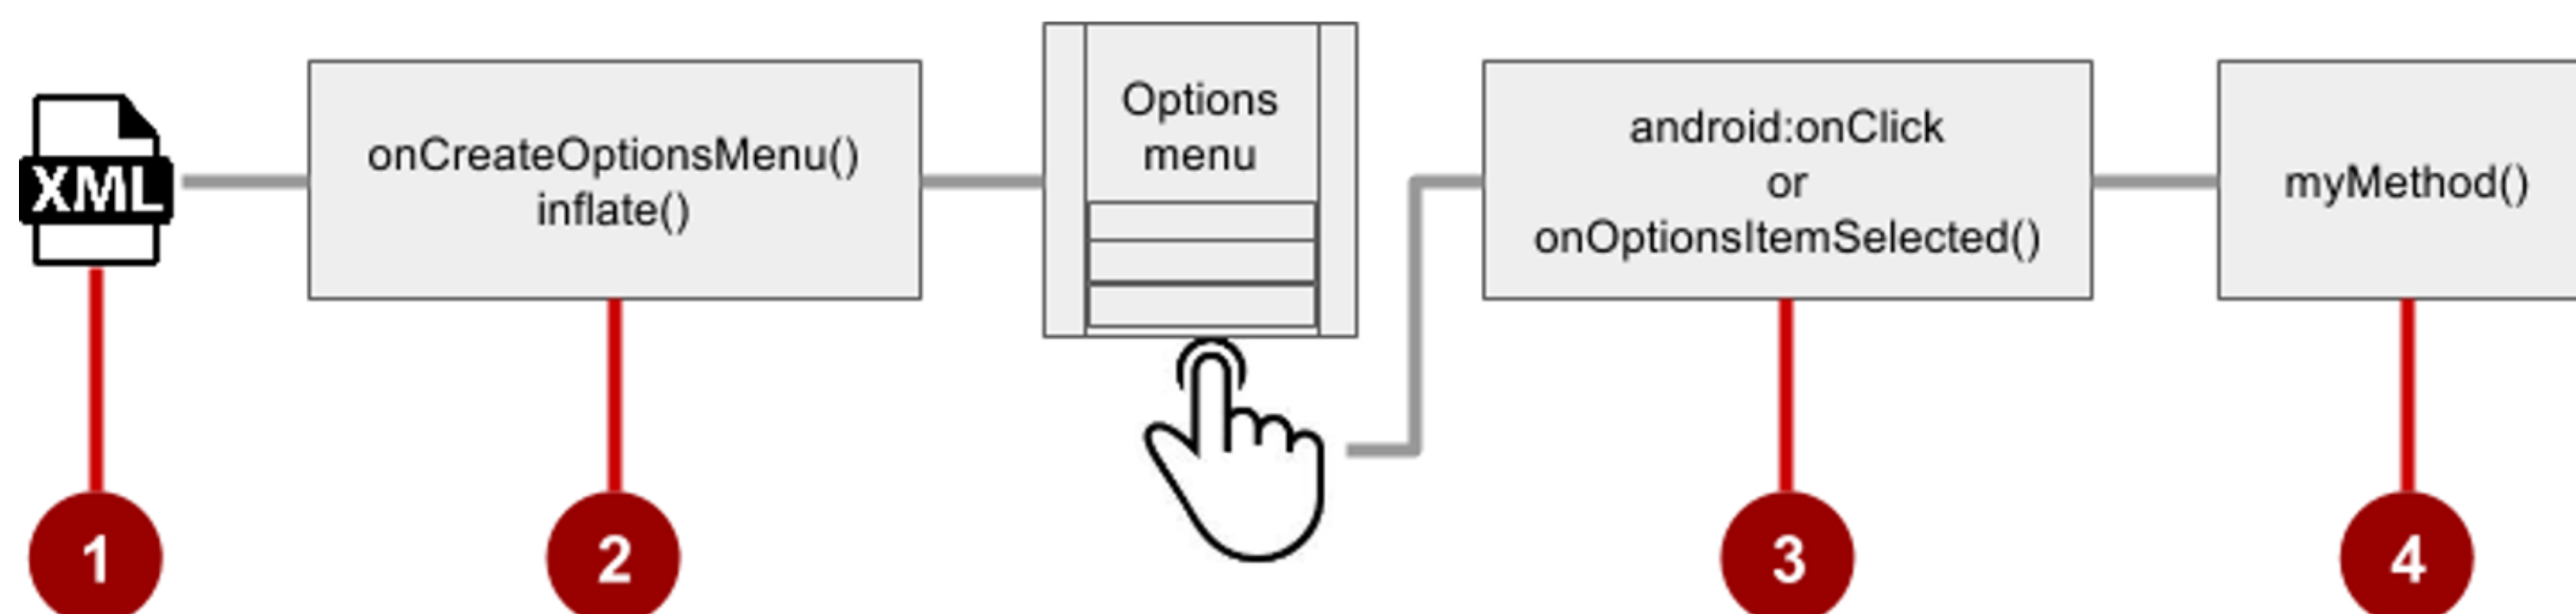 XML
onCreateOptionsMenu()
inflate()
Options
menu
android:onClick
or
onOptionsItemSelected()
myMethod()
1
2
3
4